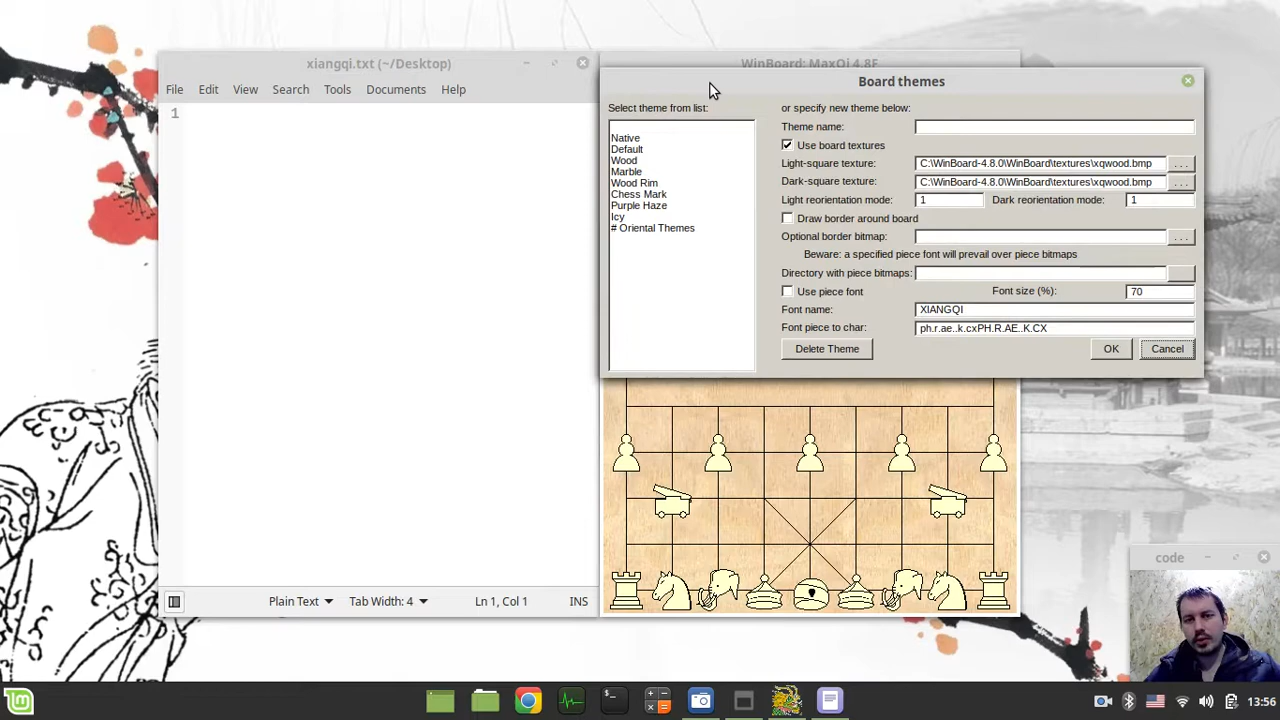 xiangqi.txt (~/Desktop)
File Edit View Search Tools Documents Help
1
Plain Text Tab Width: 4 Ln 1, Col 1 INS
WinBoard: MaxQi 4.8F
Board themes
Select theme from list:
Native
Default
Wood
Marble
Wood Rim
Chess Mark
Purple Haze
Icy
# Oriental Themes
or specify new theme below:
Theme name:
Use board textures
Light-square texture: C:\WinBoard-4.8.0\WinBoard\textures\xqwood.bmp ...
Dark-square texture: C:\WinBoard-4.8.0\WinBoard\textures\xqwood.bmp ...
Light reorientation mode: 1 Dark reorientation mode: 1
Draw border around board
Optional border bitmap: ...
Beware: a specified piece font will prevail over piece bitmaps
Directory with piece bitmaps:
Use piece font Font size (%): 70
Font name: XIANGQI
Font piece to char: ph.r.ae..k.cxPH.R.AE..K.CX
Delete Theme OK Cancel
code
13:56